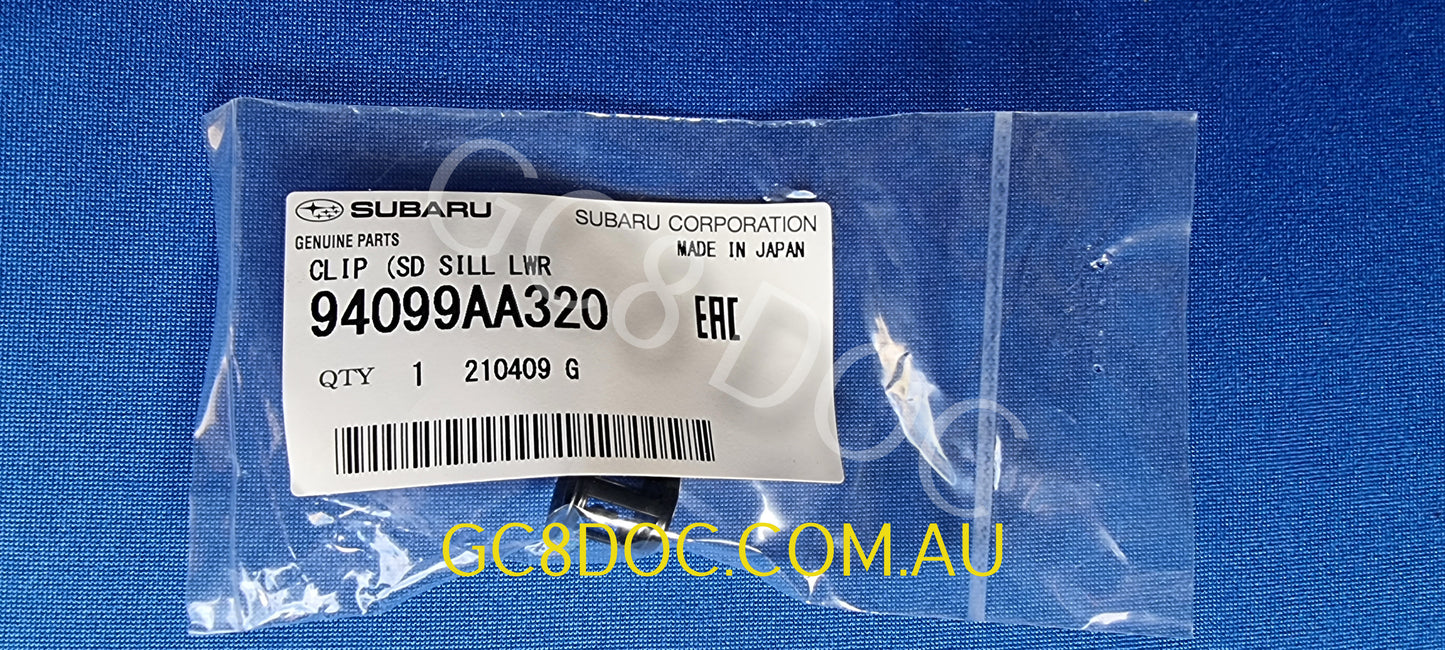 SUBARU
SUBARU CORPORATION
GENUINE PARTS
MADE IN JAPAN
CLIP (SD SILL LWR
94099AA320
EAC
QTY 1 210409 G
GC8DOC
GC8DOC.COM.AU